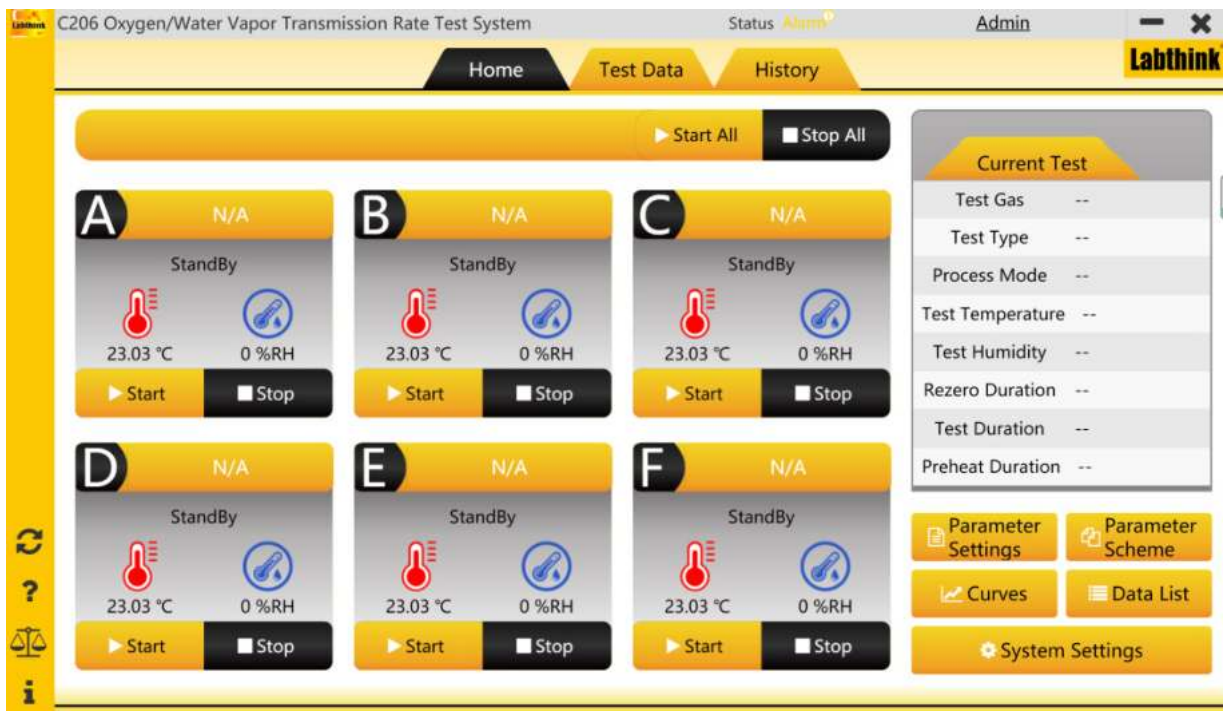 Labthink C206 Oxygen/Water Vapor Transmission Rate Test System Status Alarm Admin
Home Test Data History Labthink
Start All Stop All
Current Test
Test Gas --
Test Type --
Process Mode --
Test Temperature --
Test Humidity --
Rezero Duration --
Test Duration --
Preheat Duration --
A N/A B N/A C N/A
StandBy StandBy StandBy
23.03 ℃ 0 %RH 23.03 ℃ 0 %RH 23.03 ℃ 0 %RH
Start Stop Start Stop Start Stop
D N/A E N/A F N/A
StandBy StandBy StandBy
23.03 ℃ 0 %RH 23.03 ℃ 0 %RH 23.03 ℃ 0 %RH
Start Stop Start Stop Start Stop
Parameter Settings
Parameter Scheme
Curves Data List
System Settings
?
i